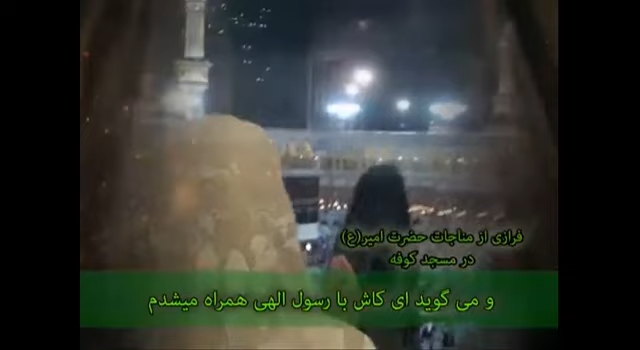 فرازی از مناجات حضرت امیر(ع)
در مسجد کوفه
و می گوید ای کاش با رسول الهی همراه میشدم